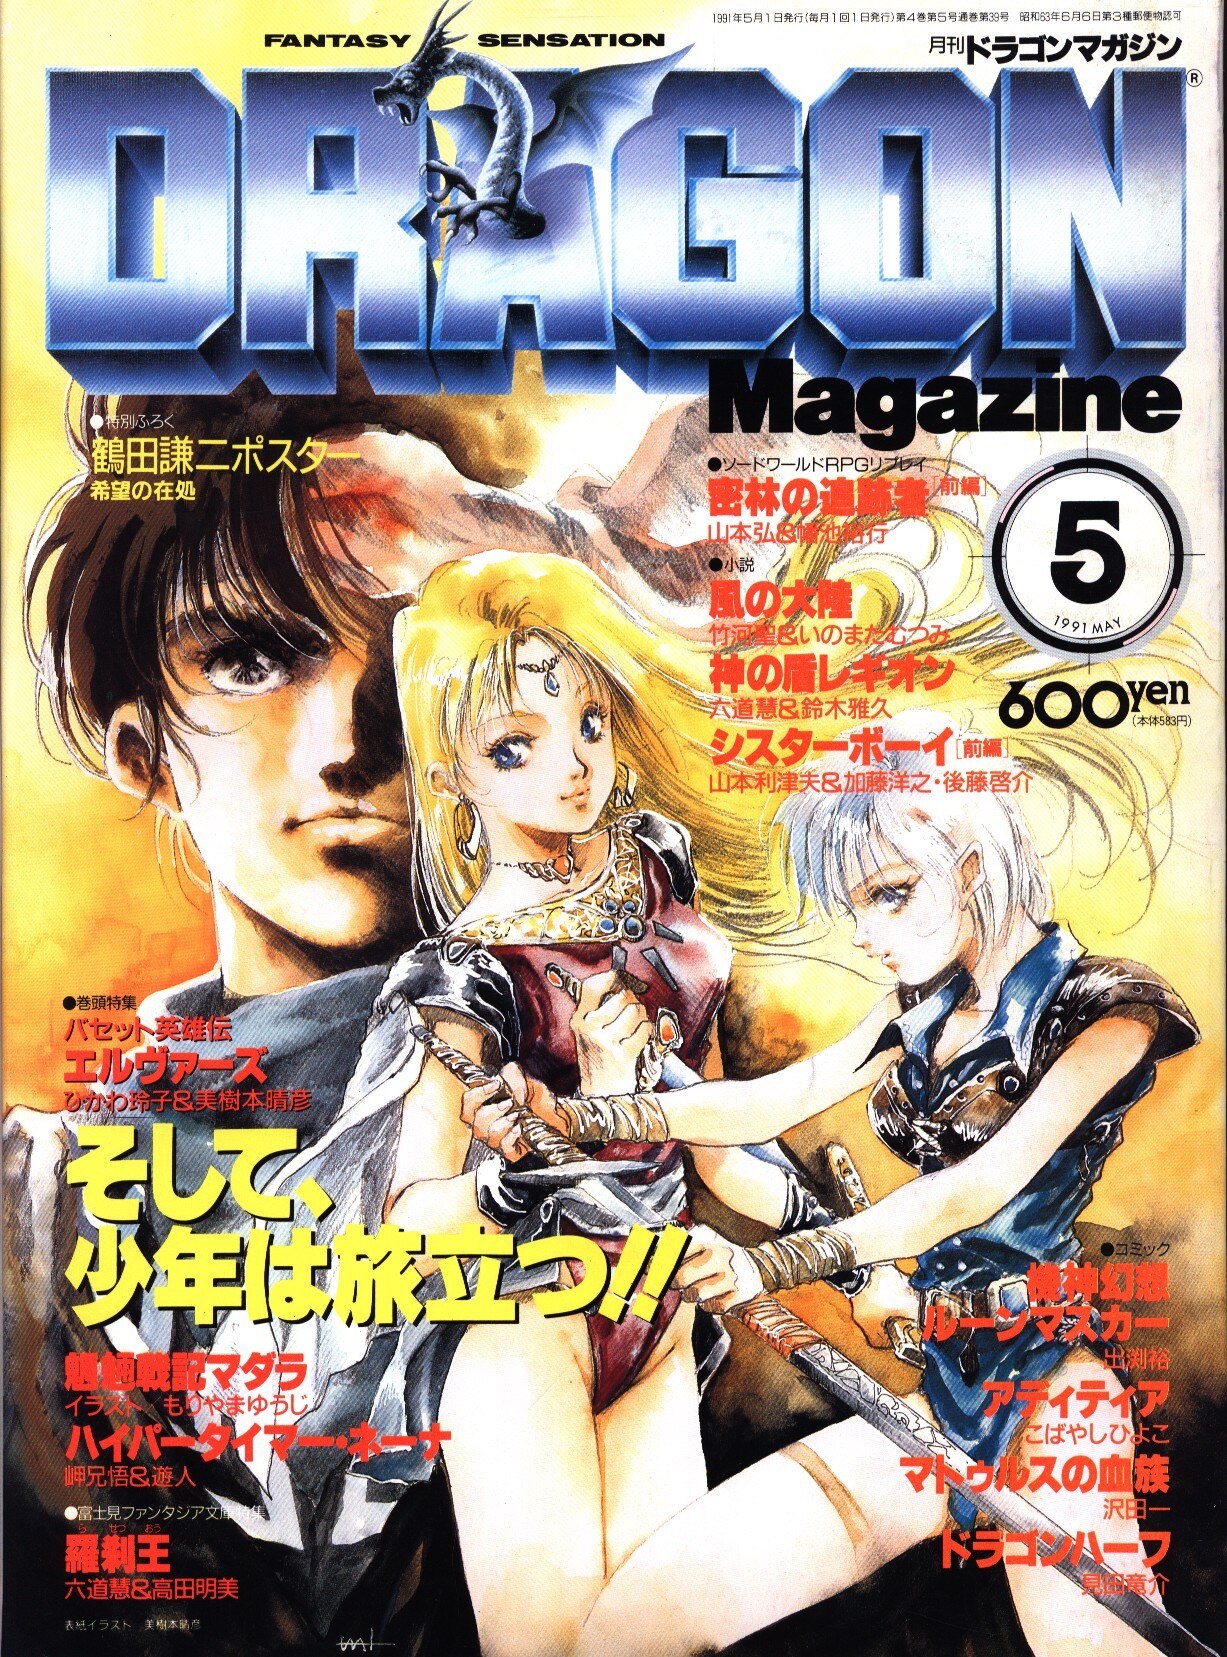 1991年5月1日発行(毎月1回1日発行)第4巻第5号通巻第39号 昭和63年6月6日第3種郵便物認可
FANTASY SENSATION
月刊ドラゴンマガジン
DRAGON
®
Magazine
●特別ふろく
鶴田謙二ポスター
希望の在処
●ソードワールドRPGリプレイ
密林の追跡者[前編]
山本弘&幡池裕行
●小説
風の大陸
竹河聖&いのまたむつみ
神の盾レギオン
六道慧&鈴木雅久
シスターボーイ[前編]
山本利津夫&加藤洋之・後藤啓介
5
1991 MAY
600yen
(本体583円)
●巻頭特集
バセット英雄伝
エルヴァーズ
ひかわ玲子&美樹本晴彦
そして、
少年は旅立つ!!
魍魎戦記マダラ
イラスト もりやまゆうじ
ハイパータイマー・ネーナ
岬兄悟&遊人
●富士見ファンタジア文庫特集
らせつおう
羅刹王
六道慧&高田明美
表紙イラスト 美樹本晴彦
●コミック
機神幻想
ルーンマスカー
出渕裕
アディティア
こばやしひよこ
マトゥルスの血族
沢田一
ドラゴンハーフ
見田竜介